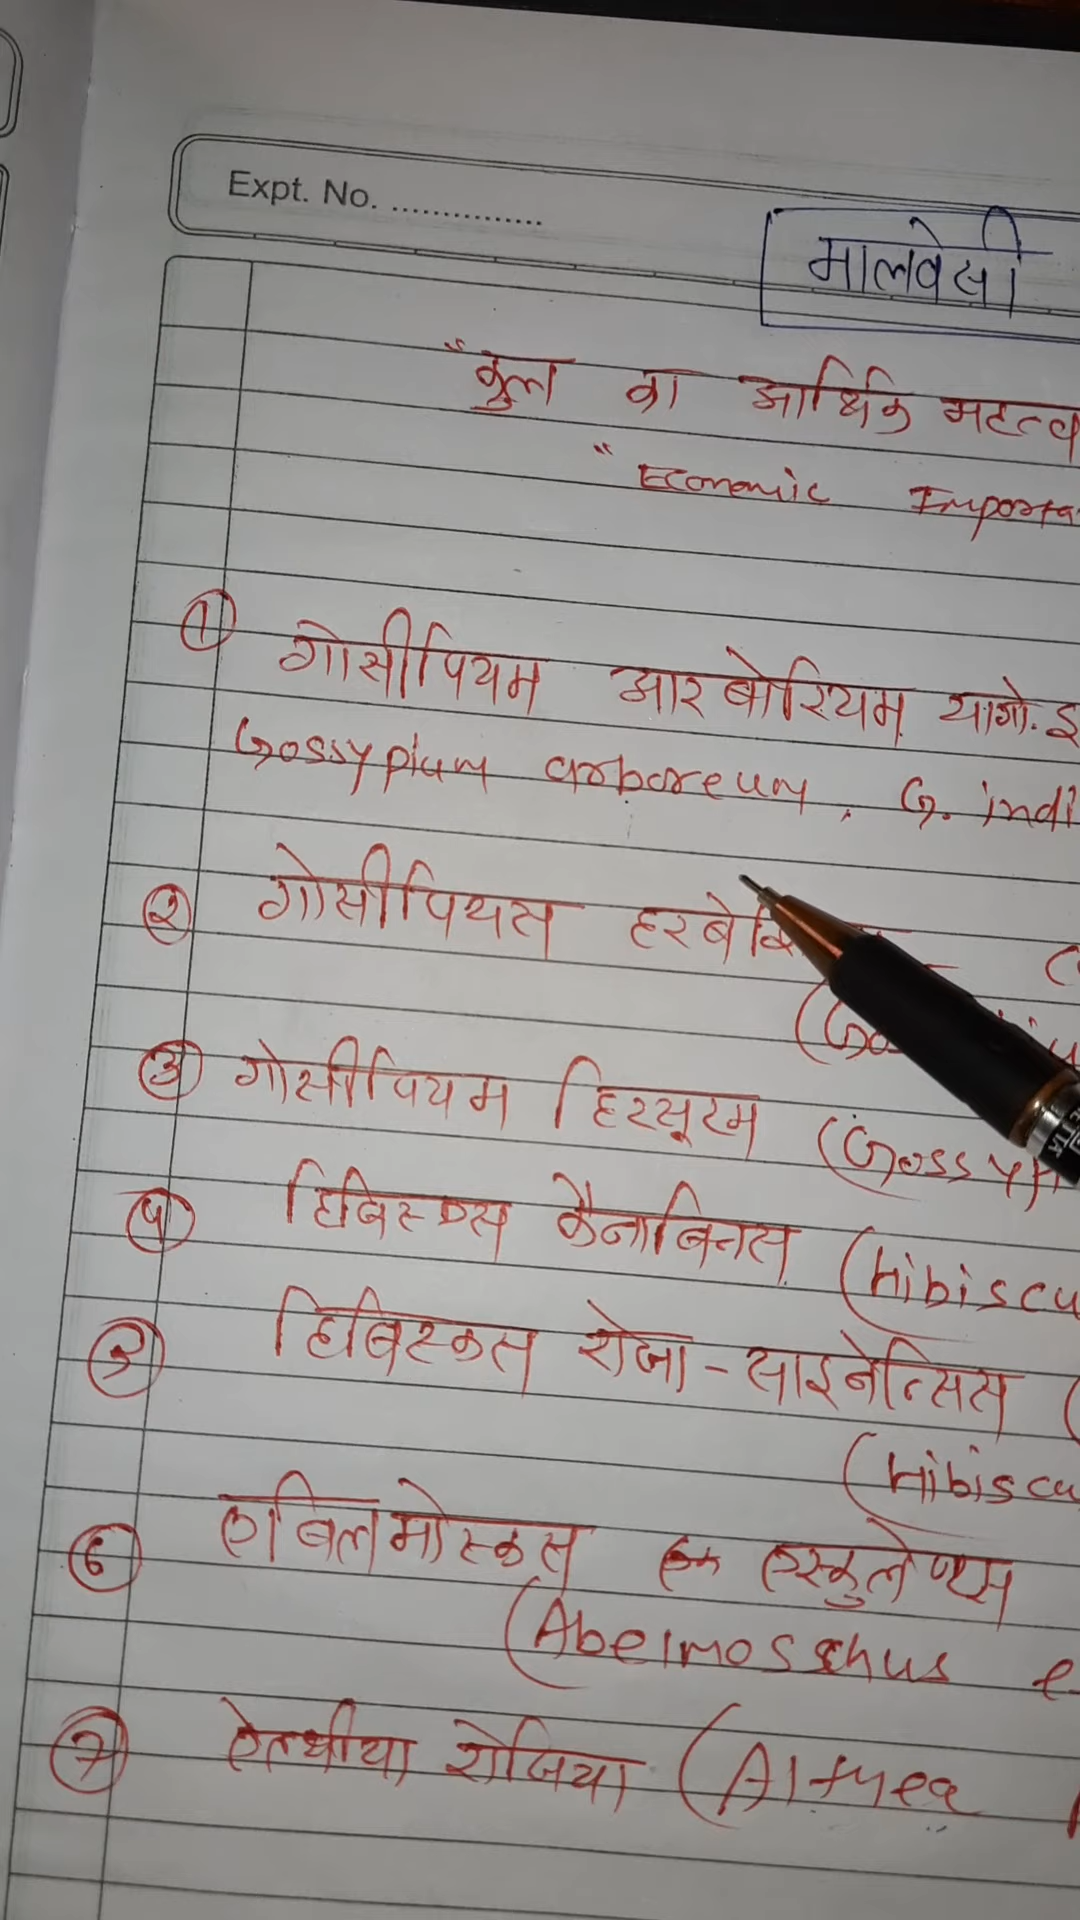 Expt. No. ...............
मालवेसी
"कुल का आर्थिक महत्व
"Economic Importa
① गोसीपियम आरबोरियम यागो. इ
Gossypium arboreum, G. indi
② गोसीपियस हरबे
③ गोसीपियम हिरसूटम (Gossyp
④ हिबिस्कस कैनाबिनस (Hibiscu
⑤ हिबिस्कस रोजा-साइनेन्सिस (
(Hibiscu
⑥ एबिलमोस्कस एस्कुलेण्टस
(Abelmoschus e
⑦ ऐल्थीया रोजिया (Althea